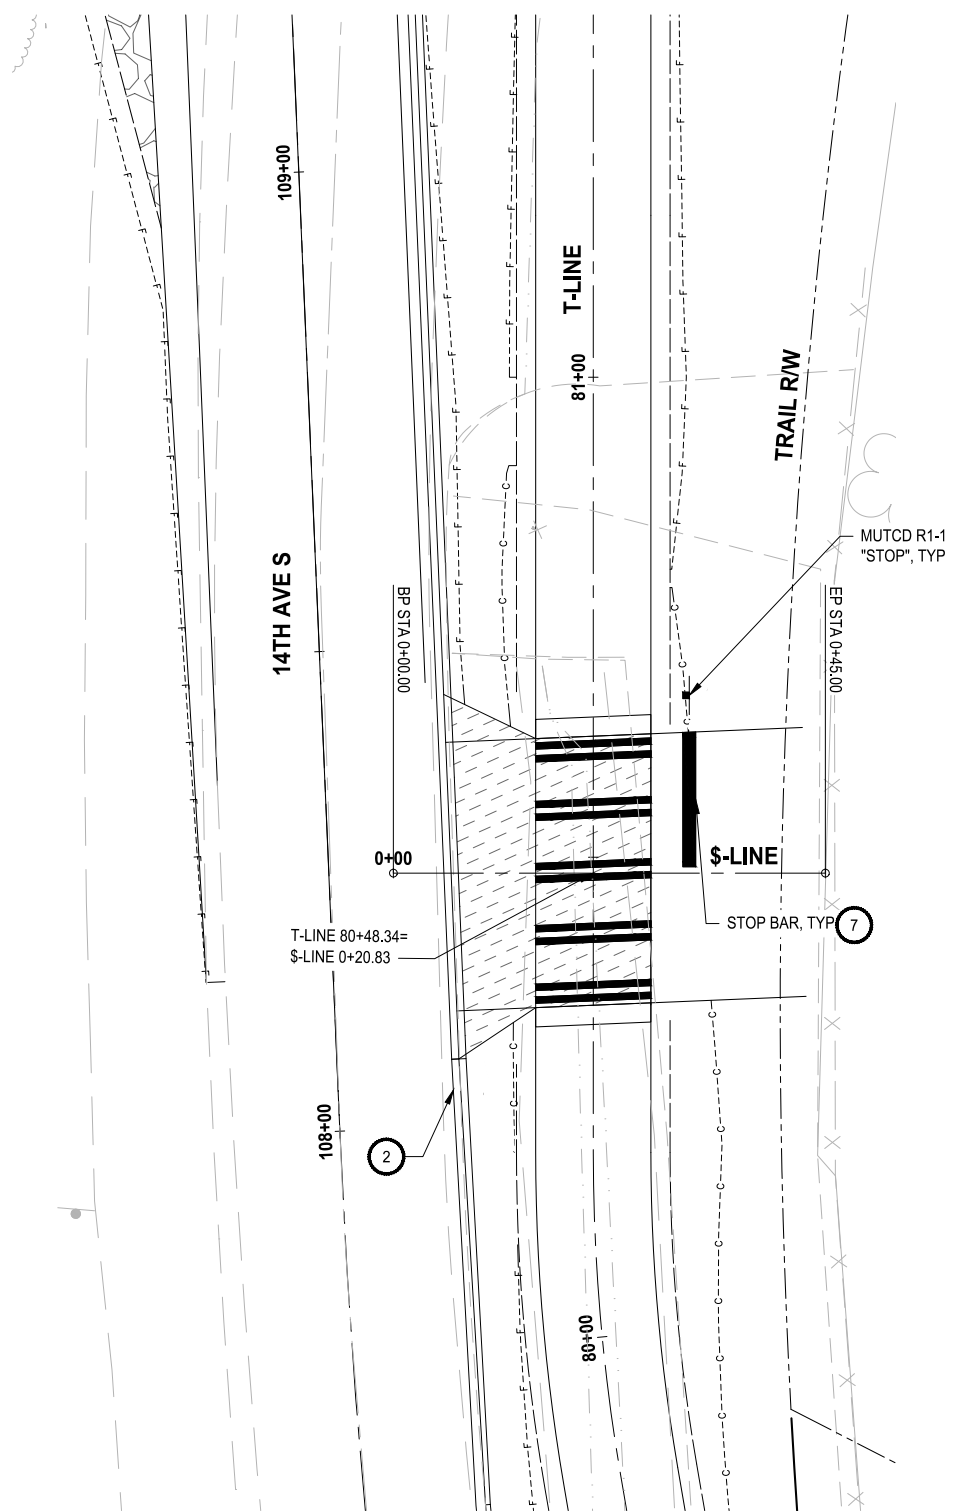 109+00
T-LINE
81+00
TRAIL R/W
MUTCD R1-1
"STOP", TYP
14TH AVE S
BP STA 0+00.00
EP STA 0+45.00
0+00
$-LINE
T-LINE 80+48.34=
$-LINE 0+20.83
STOP BAR, TYP
7
108+00
2
80+00
F
C